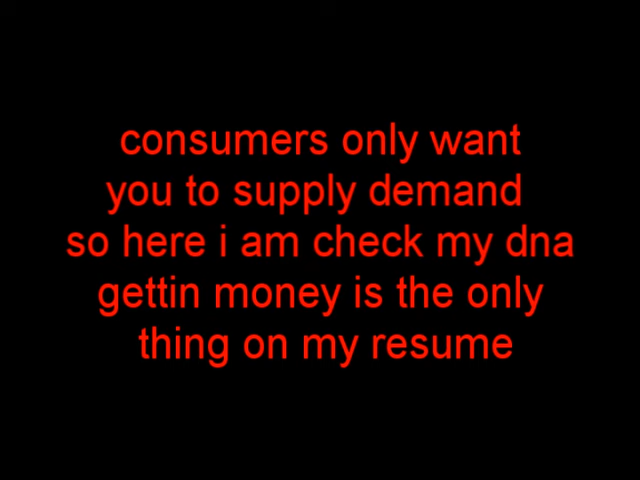 consumers only want
you to supply demand
so here i am check my dna
gettin money is the only
thing on my resume